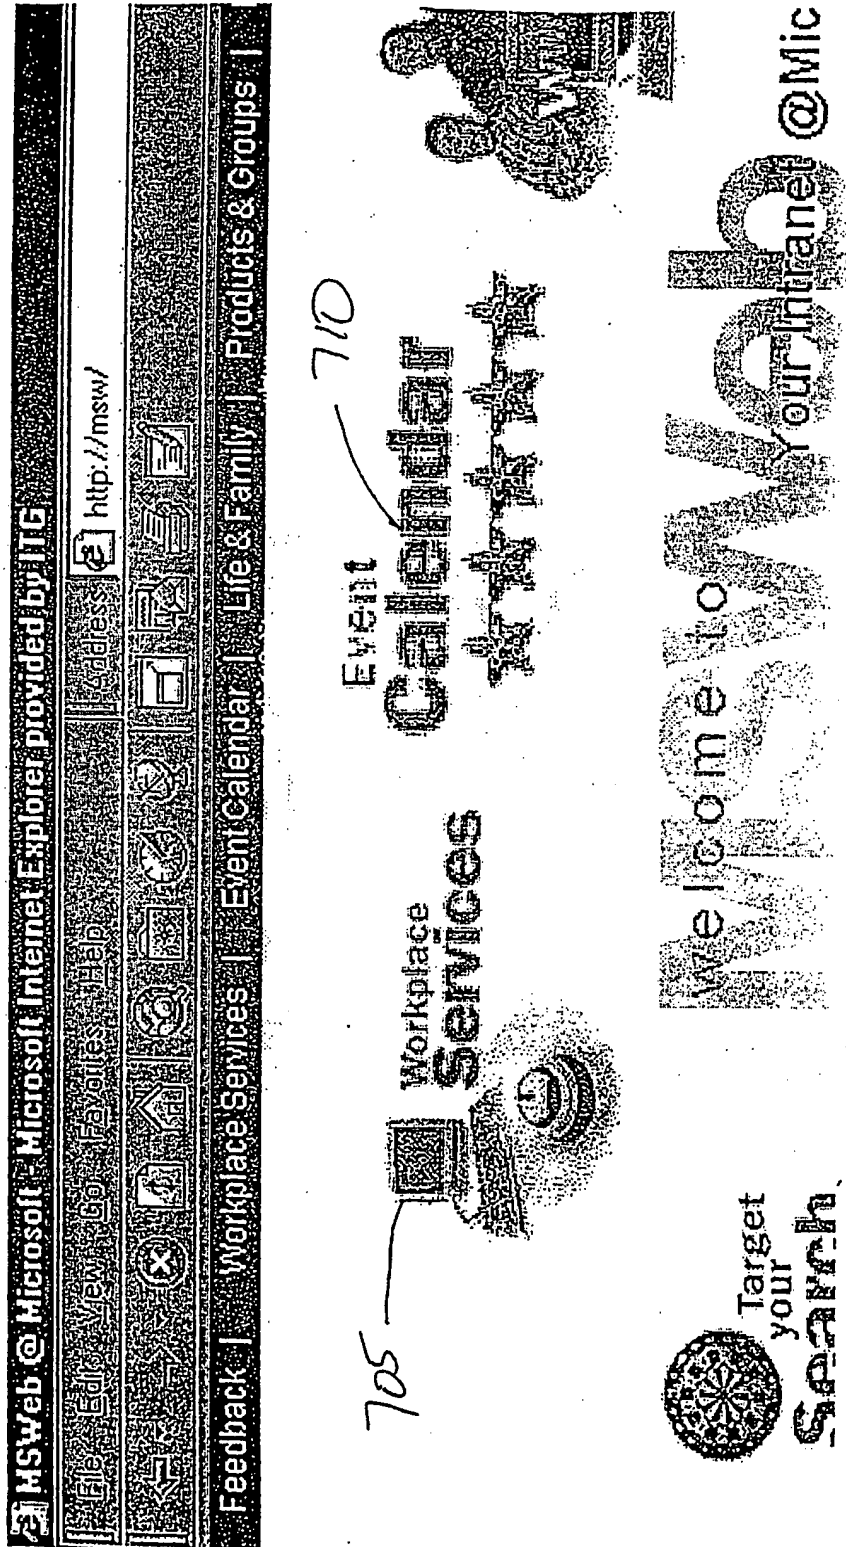 MSWeb @ Microsoft - Microsoft Internet Explorer provided by ITG
File Edit View Go Favorites Help Address http://msw/
Feedback | Workplace Services | Event Calendar | Life & Family | Products & Groups |
710
Event
Calendar
Workplace
Services
705
W
Welcome to
MSWeb
Your Intranet @Mic
Target
your
Search